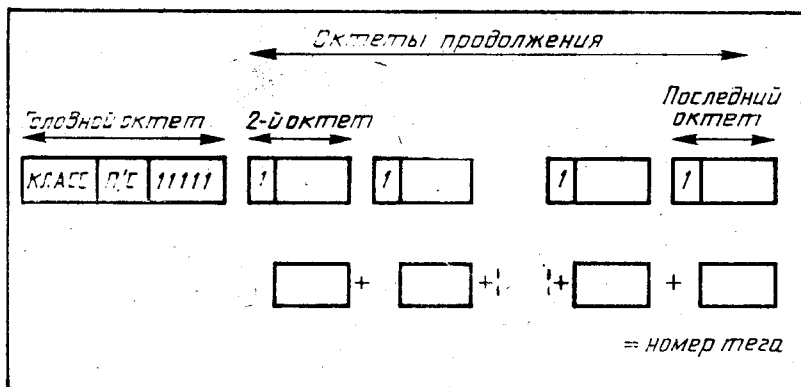 Октеты продолжения
Головной октет 2-й октет Последний октет
КЛАСС П/С 11111 1 1 1 1
+ + + +
= номер тега